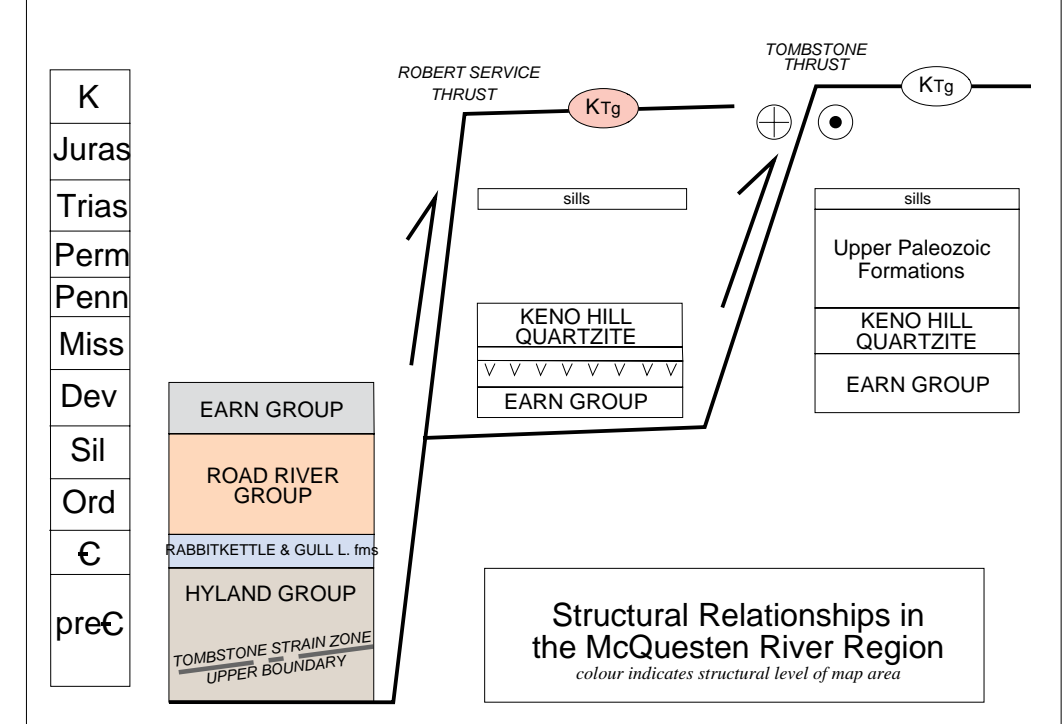 K
Juras
Trias
Perm
Penn
Miss
Dev
Sil
Ord
Є
preЄ
ROBERT SERVICE
THRUST
KTg
TOMBSTONE
THRUST
KTg
sills
KENO HILL
QUARTZITE
V V V V V V V V
EARN GROUP
sills
Upper Paleozoic
Formations
KENO HILL
QUARTZITE
EARN GROUP
EARN GROUP
ROAD RIVER
GROUP
RABBITKETTLE & GULL L. fms
HYLAND GROUP
TOMBSTONE STRAIN ZONE
UPPER BOUNDARY
Structural Relationships in
the McQuesten River Region
colour indicates structural level of map area